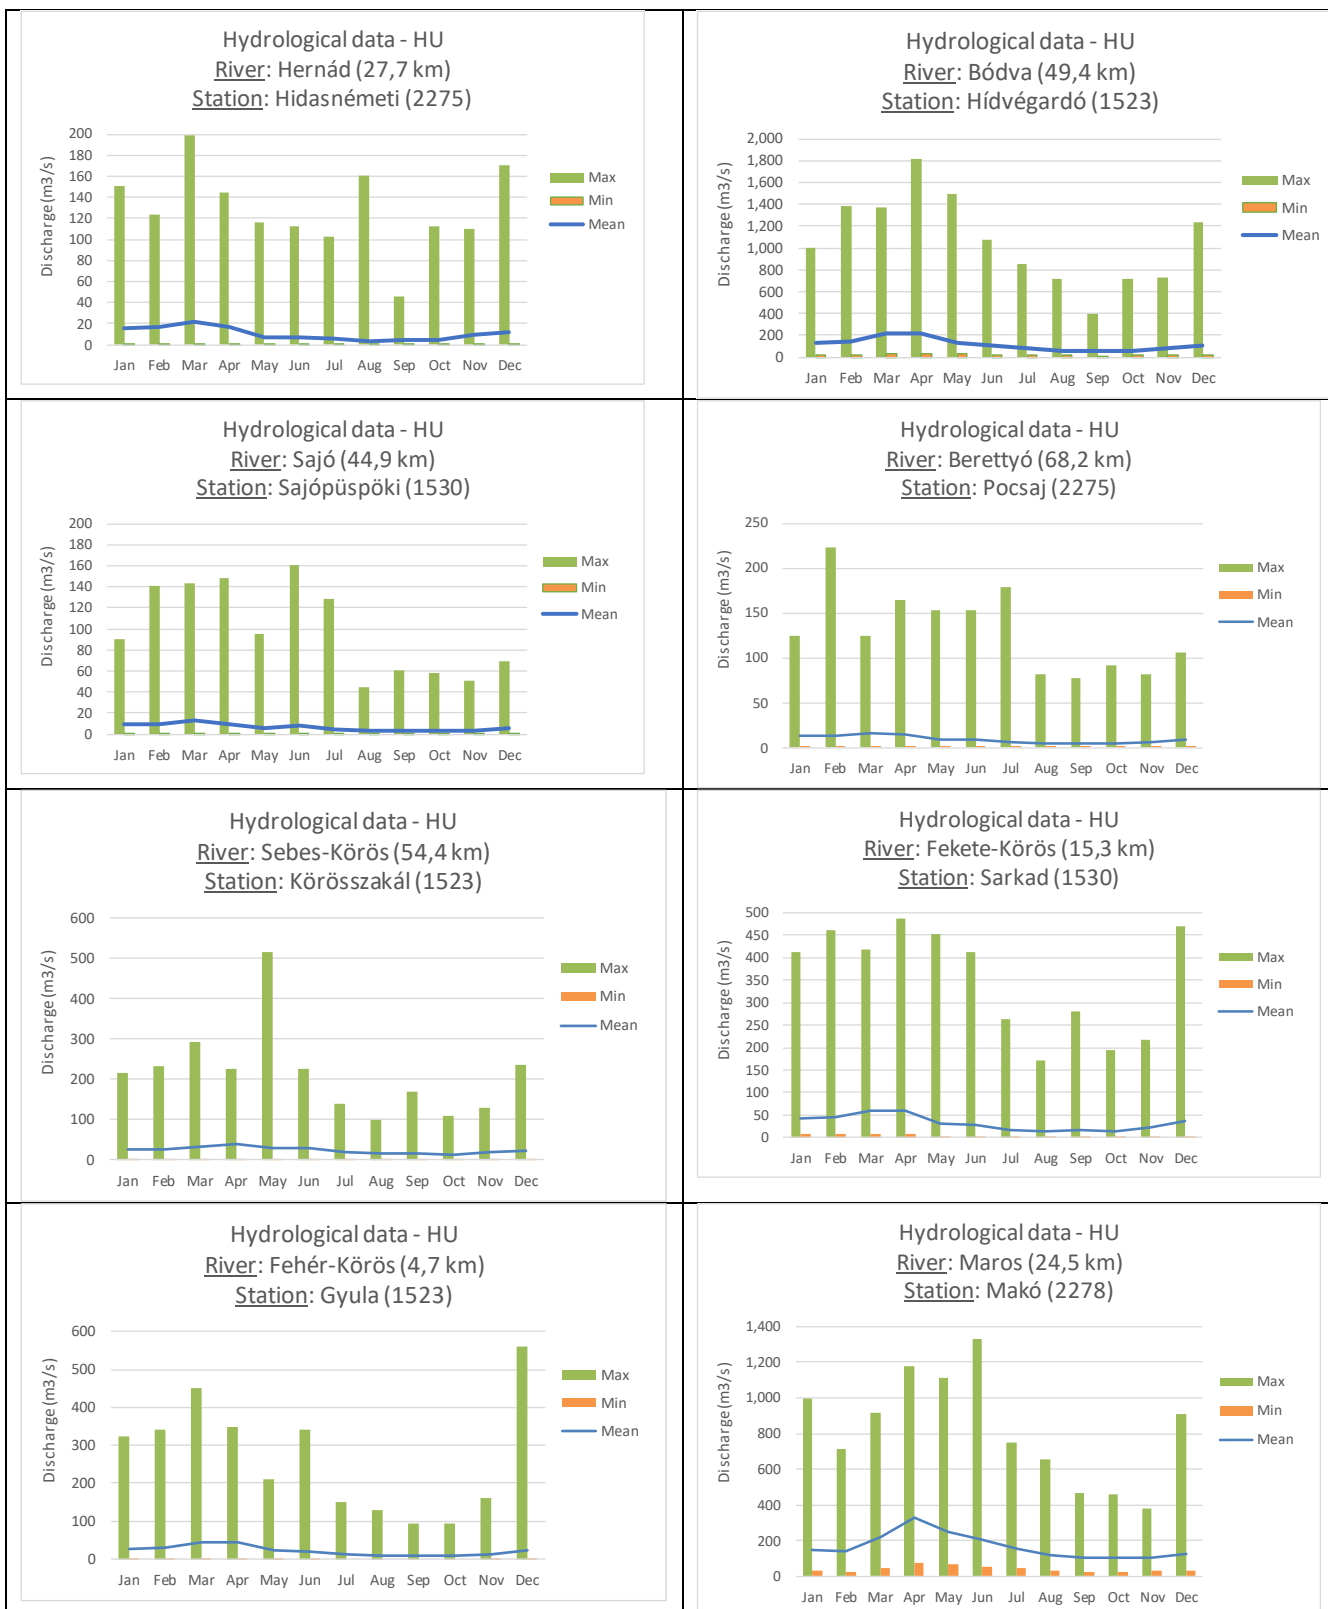 Hydrological data - HU
River: Hernád (27,7 km)
Station: Hidasnémeti (2275)
Discharge (m3/s)
200
180
160
140
120
100
80
60
40
20
0
Jan Feb Mar Apr May Jun Jul Aug Sep Oct Nov Dec
Max
Min
Mean
Hydrological data - HU
River: Bódva (49,4 km)
Station: Hídvégardó (1523)
Discharge (m3/s)
2,000
1,800
1,600
1,400
1,200
1,000
800
600
400
200
0
Jan Feb Mar Apr May Jun Jul Aug Sep Oct Nov Dec
Max
Min
Mean
Hydrological data - HU
River: Sajó (44,9 km)
Station: Sajópüspöki (1530)
Discharge (m3/s)
200
180
160
140
120
100
80
60
40
20
0
Jan Feb Mar Apr May Jun Jul Aug Sep Oct Nov Dec
Max
Min
Mean
Hydrological data - HU
River: Berettyó (68,2 km)
Station: Pocsaj (2275)
Discharge (m3/s)
250
200
150
100
50
0
Jan Feb Mar Apr May Jun Jul Aug Sep Oct Nov Dec
Max
Min
Mean
Hydrological data - HU
River: Sebes-Körös (54,4 km)
Station: Körösszakál (1523)
Discharge (m3/s)
600
500
400
300
200
100
0
Jan Feb Mar Apr May Jun Jul Aug Sep Oct Nov Dec
Max
Min
Mean
Hydrological data - HU
River: Fekete-Körös (15,3 km)
Station: Sarkad (1530)
Discharge (m3/s)
500
450
400
350
300
250
200
150
100
50
0
Jan Feb Mar Apr May Jun Jul Aug Sep Oct Nov Dec
Max
Min
Mean
Hydrological data - HU
River: Fehér-Körös (4,7 km)
Station: Gyula (1523)
Discharge (m3/s)
600
500
400
300
200
100
0
Jan Feb Mar Apr May Jun Jul Aug Sep Oct Nov Dec
Max
Min
Mean
Hydrological data - HU
River: Maros (24,5 km)
Station: Makó (2278)
Discharge (m3/s)
1,400
1,200
1,000
800
600
400
200
0
Jan Feb Mar Apr May Jun Jul Aug Sep Oct Nov Dec
Max
Min
Mean